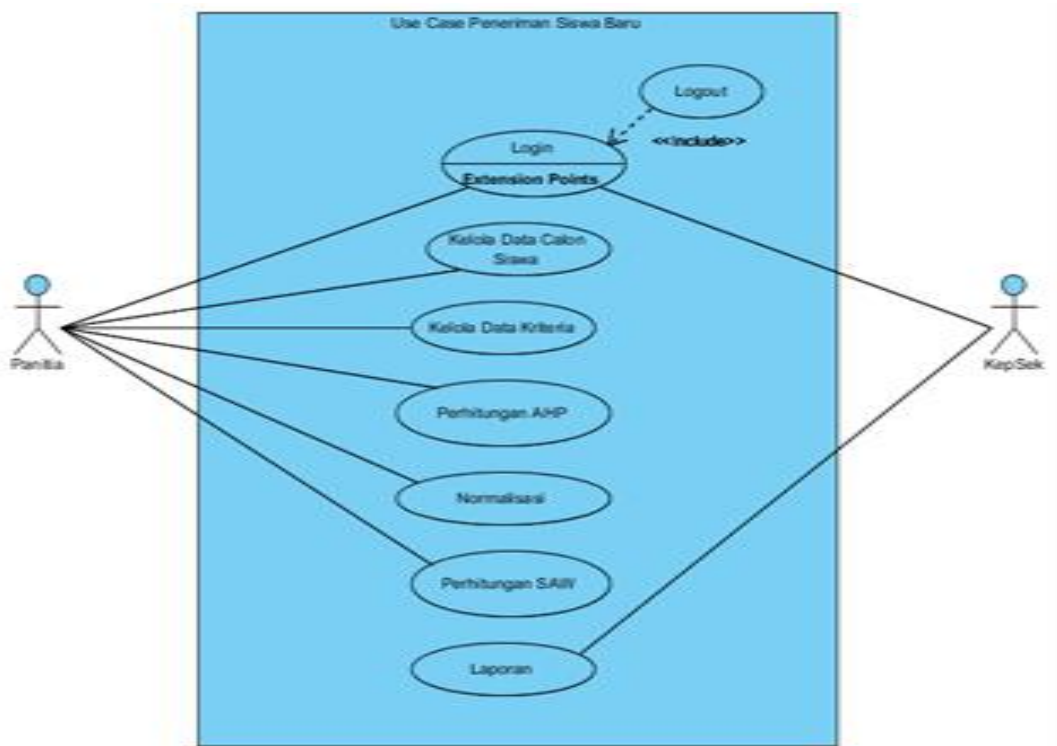 Use Case Peneriman Siswa Baru
Logout
<<Include>>
Login
Extension Points
Kelola Data Calon
Siswa
Kelola Data Kriteria
Panitia
KepSek
Perhitungan AHP
Normalisasi
Perhitungan SAW
Laporan